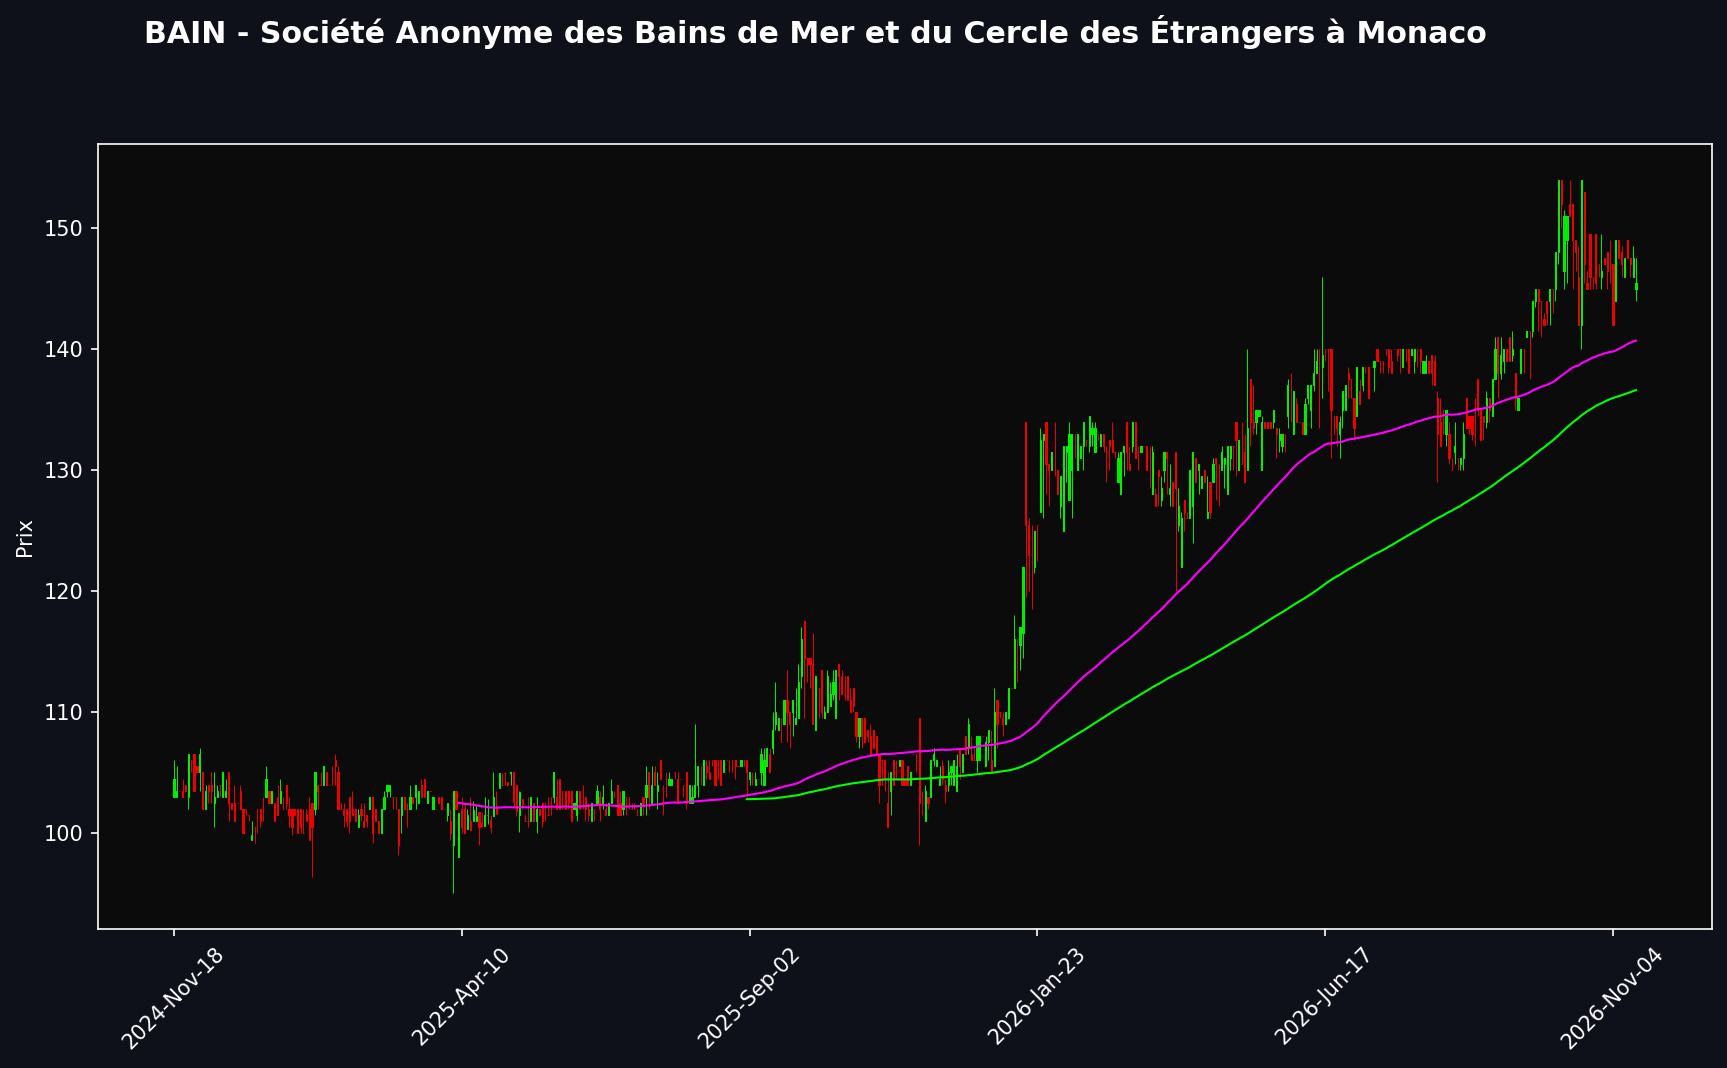 BAIN - Société Anonyme des Bains de Mer et du Cercle des Étrangers à Monaco
150
140
130
120
110
100
Prix
2024-Nov-18
2025-Apr-10
2025-Sep-02
2026-Jan-23
2026-Jun-17
2026-Nov-04